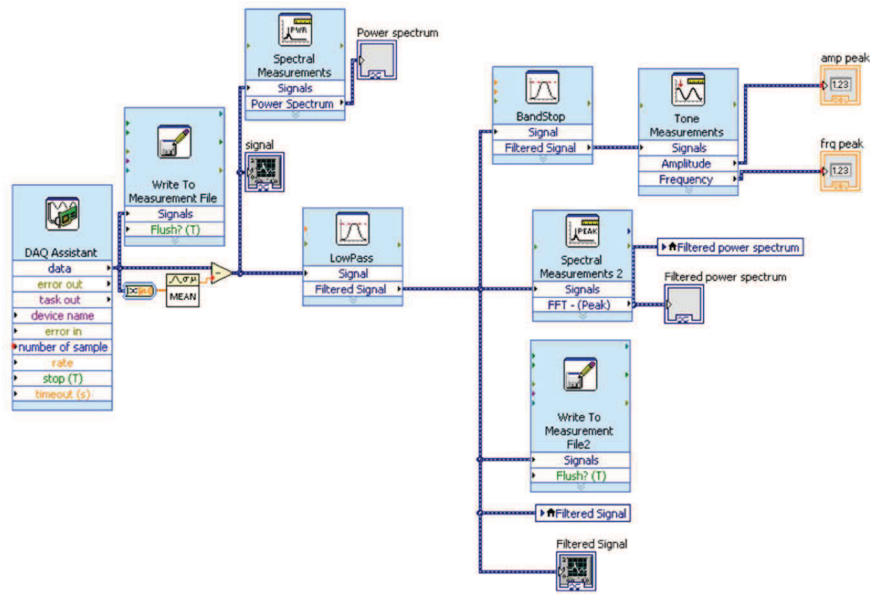 PWR
Spectral
Measurements
Signals
Power Spectrum
Power spectrum
signal
Write To
Measurement File
Signals
Flush? (T)
DAQ Assistant
data
error out
task out
device name
error in
number of sample
rate
stop (T)
timeout (s)
MEAN
LowPass
Signal
Filtered Signal
BandStop
Signal
Filtered Signal
Tone
Measurements
Signals
Amplitude
Frequency
amp peak
1.23
frq peak
1.23
PEAK
Spectral
Measurements 2
Signals
FFT - (Peak)
Filtered power spectrum
Filtered power spectrum
Write To
Measurement
File2
Signals
Flush? (T)
Filtered Signal
Filtered Signal